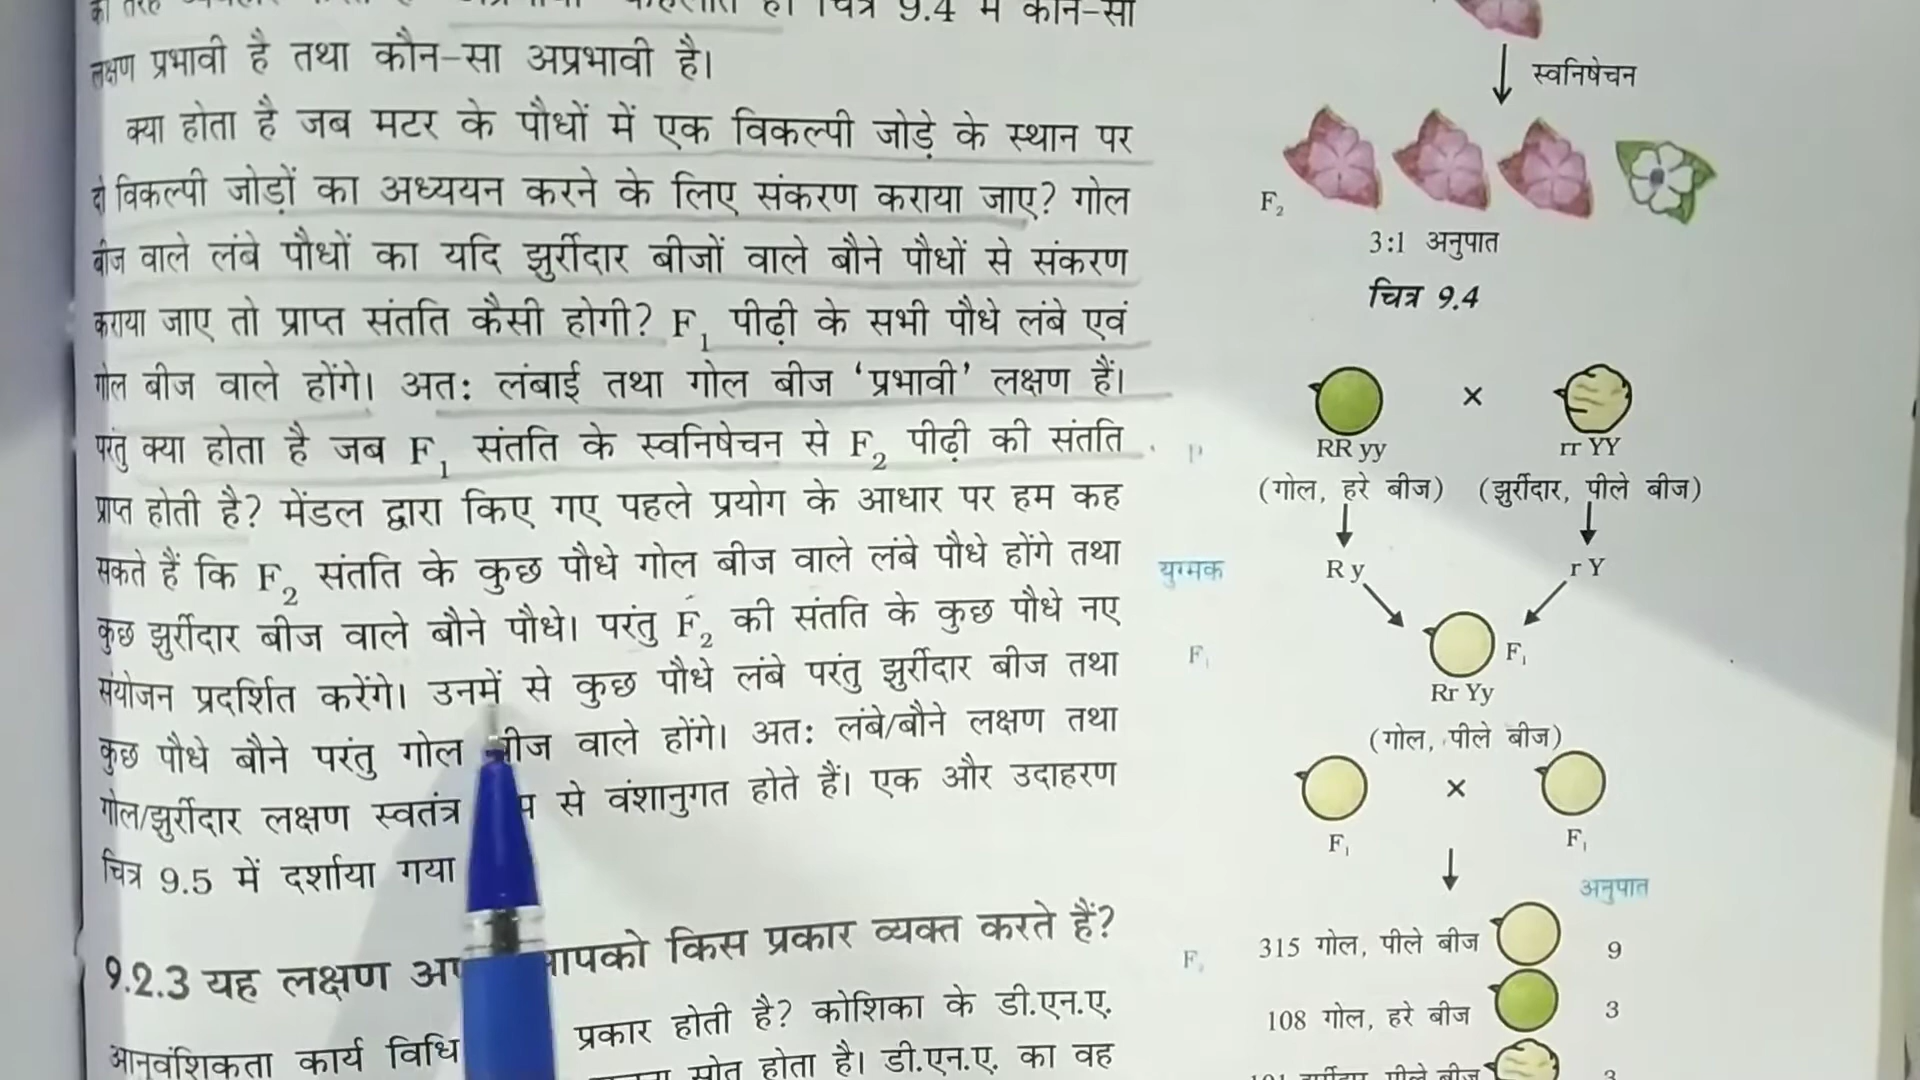 की तरह
9.4 में कौन-सा
लक्षण प्रभावी है तथा कौन-सा अप्रभावी है।
क्या होता है जब मटर के पौधों में एक विकल्पी जोड़े के स्थान पर
दो विकल्पी जोड़ों का अध्ययन करने के लिए संकरण कराया जाए? गोल
बीज वाले लंबे पौधों का यदि झुर्रीदार बीजों वाले बौने पौधों से संकरण
कराया जाए तो प्राप्त संतति कैसी होगी? F₁ पीढ़ी के सभी पौधे लंबे एवं
गोल बीज वाले होंगे। अतः लंबाई तथा गोल बीज ‘प्रभावी’ लक्षण हैं।
परंतु क्या होता है जब F₁ संतति के स्वनिषेचन से F₂ पीढ़ी की संतति
प्राप्त होती है? मेंडल द्वारा किए गए पहले प्रयोग के आधार पर हम कह
सकते हैं कि F₂ संतति के कुछ पौधे गोल बीज वाले लंबे पौधे होंगे तथा
कुछ झुर्रीदार बीज वाले बौने पौधे। परंतु F₂ की संतति के कुछ पौधे नए
संयोजन प्रदर्शित करेंगे। उनमें से कुछ पौधे लंबे परंतु झुर्रीदार बीज तथा
कुछ पौधे बौने परंतु गोल बीज वाले होंगे। अतः लंबे/बौने लक्षण तथा
गोल/झुर्रीदार लक्षण स्वतंत्र से वंशानुगत होते हैं। एक और उदाहरण
चित्र 9.5 में दर्शाया गया
9.2.3 यह लक्षण किस प्रकार व्यक्त करते हैं?
आनुवंशिकता कार्य विधि प्रकार होती है? कोशिका के डी.एन.ए.
स्रोत होता है। डी.एन.ए. का वह
स्वनिषेचन
F₂
3:1 अनुपात
चित्र 9.4
P
×
RR yy
rr YY
(गोल, हरे बीज) (झुर्रीदार, पीले बीज)
युग्मक
R y
r Y
F₁
F₁
Rr Yy
(गोल, पीले बीज)
×
F₁
F₁
अनुपात
315 गोल, पीले बीज 9
108 गोल, हरे बीज 3
101 झुर्रीदार, पीले बीज 3